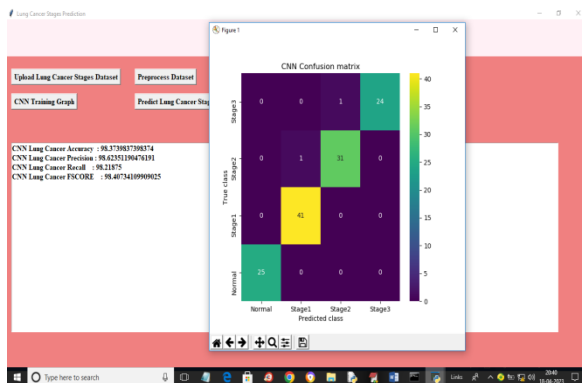 Lung Cancer Stages Prediction
Figure 1
Upload Lung Cancer Stages Dataset
Preprocess Dataset
CNN Training Graph
Predict Lung Cancer Stag
CNN Lung Cancer Accuracy : 98.3739837398374
CNN Lung Cancer Precision : 98.62351190476191
CNN Lung Cancer Recall : 98.21875
CNN Lung Cancer FSCORE : 98.40734109909025
CNN Confusion matrix
True class
Stage3
0 0 1 24
Stage2
0 1 31 0
Stage1
0 41 0 0
Normal
25 0 0 0
Normal Stage1 Stage2 Stage3
Predicted class
40
35
30
25
20
15
10
5
0
Type here to search
Links
20:40